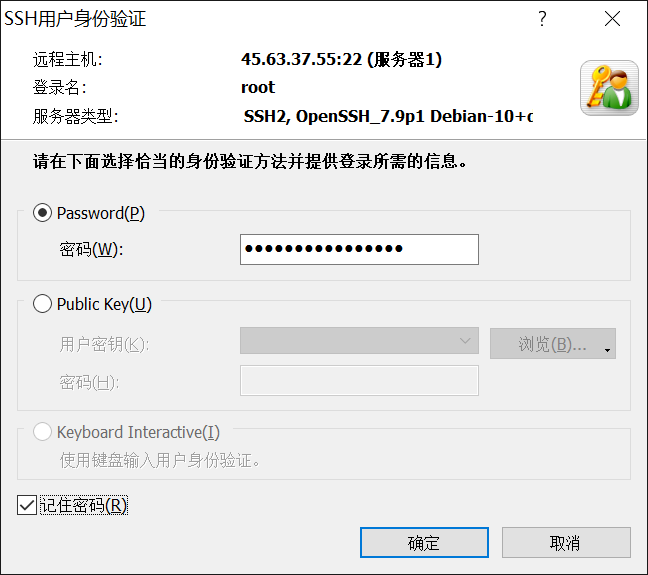 SSH用户身份验证
远程主机: 45.63.37.55:22 (服务器1)
登录名: root
服务器类型: SSH2, OpenSSH_7.9p1 Debian-10+c
请在下面选择恰当的身份验证方法并提供登录所需的信息。
Password(P)
密码(W): ●●●●●●●●●●●●●●●●
Public Key(U)
用户密钥(K): 浏览(B)...
密码(H):
Keyboard Interactive(I)
使用键盘输入用户身份验证。
记住密码(R)
确定 取消